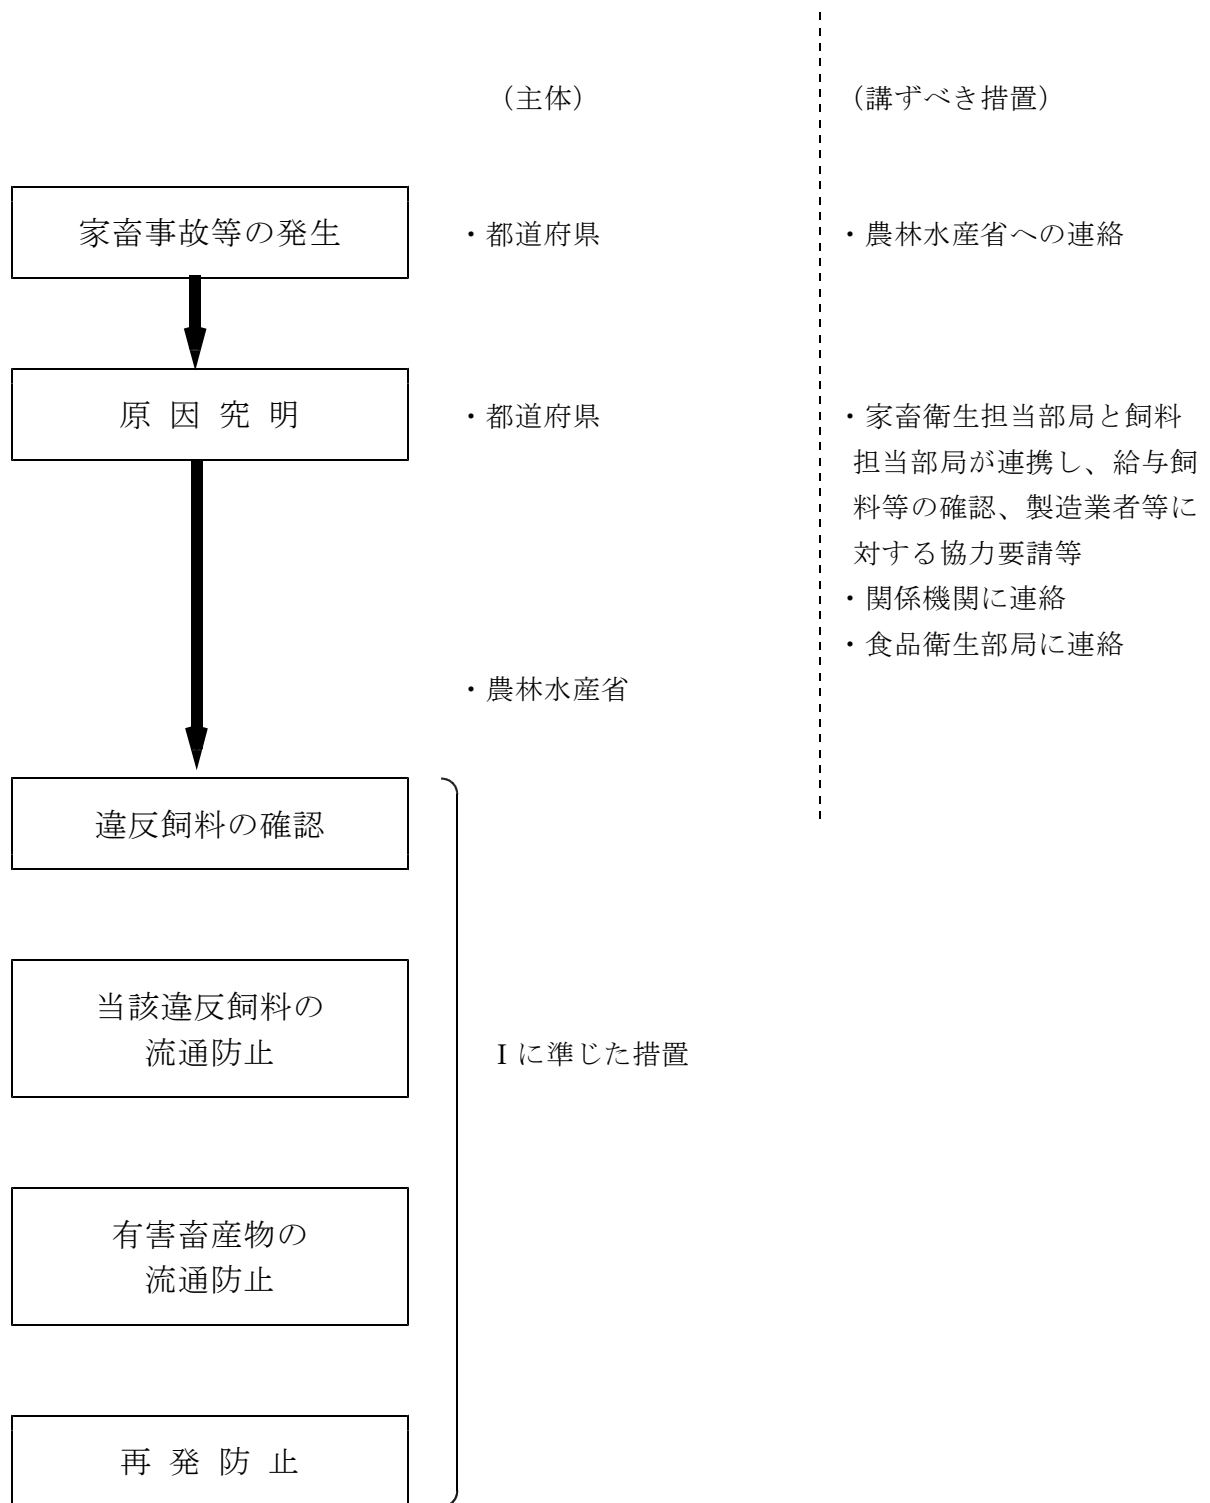 （主体）
（講ずべき措置）
家畜事故等の発生
・都道府県
・農林水産省への連絡
原 因 究 明
・都道府県
・家畜衛生担当部局と飼料
担当部局が連携し、給与飼
料等の確認、製造業者等に
対する協力要請等
・関係機関に連絡
・食品衛生部局に連絡
・農林水産省
違反飼料の確認
当該違反飼料の
流通防止
Ⅰに準じた措置
有害畜産物の
流通防止
再 発 防 止